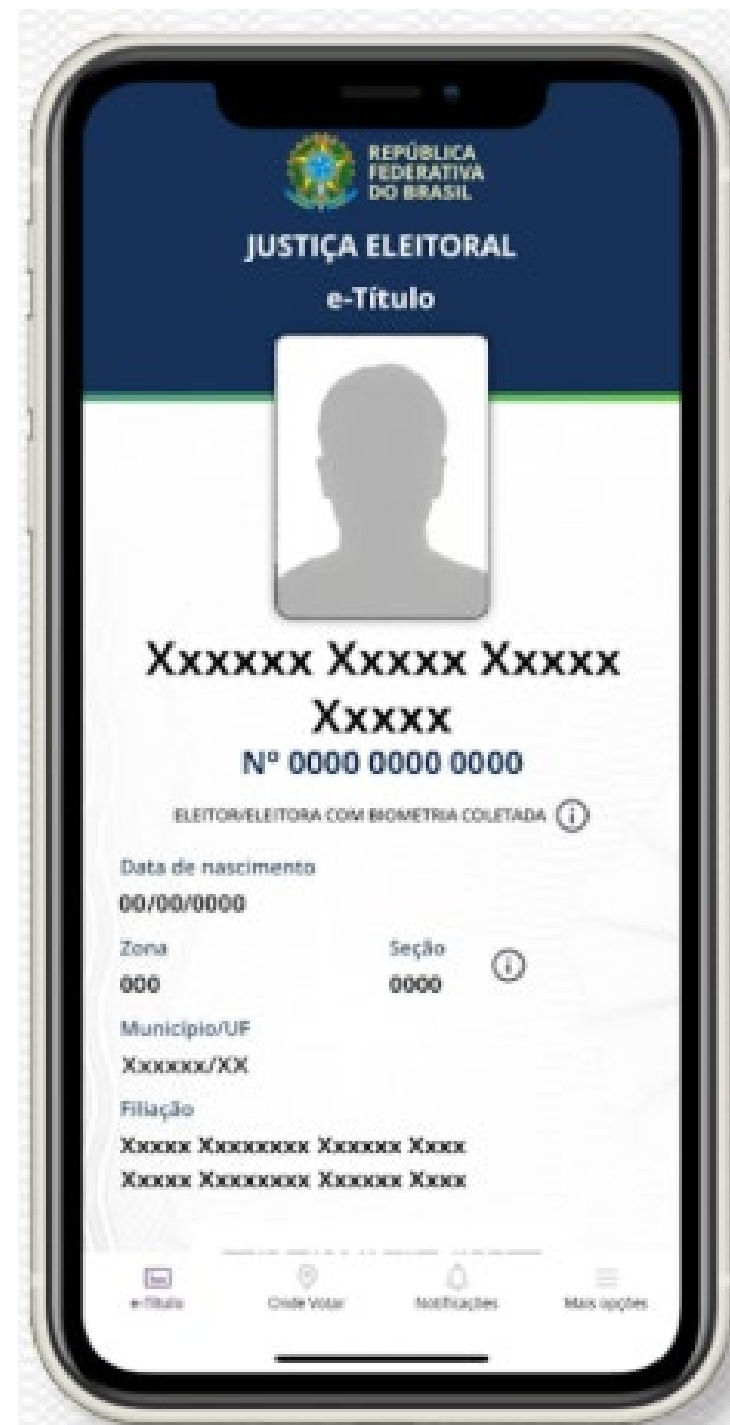 REPÚBLICA
FEDERATIVA
DO BRASIL
JUSTIÇA ELEITORAL
e-Título
Xxxxxx Xxxxx Xxxxx
Xxxxx
Nº 0000 0000 0000
ELEITOR/ELEITORA COM BIOMETRIA COLETADA
Data de nascimento
00/00/0000
Zona Seção
000 0000
Município/UF
Xxxxxx/XX
Filiação
Xxxxx Xxxxxxxx Xxxxxx Xxxx
Xxxxx Xxxxxxxx Xxxxxx Xxxx
e-Título Onde Votar Notificações Mais opções